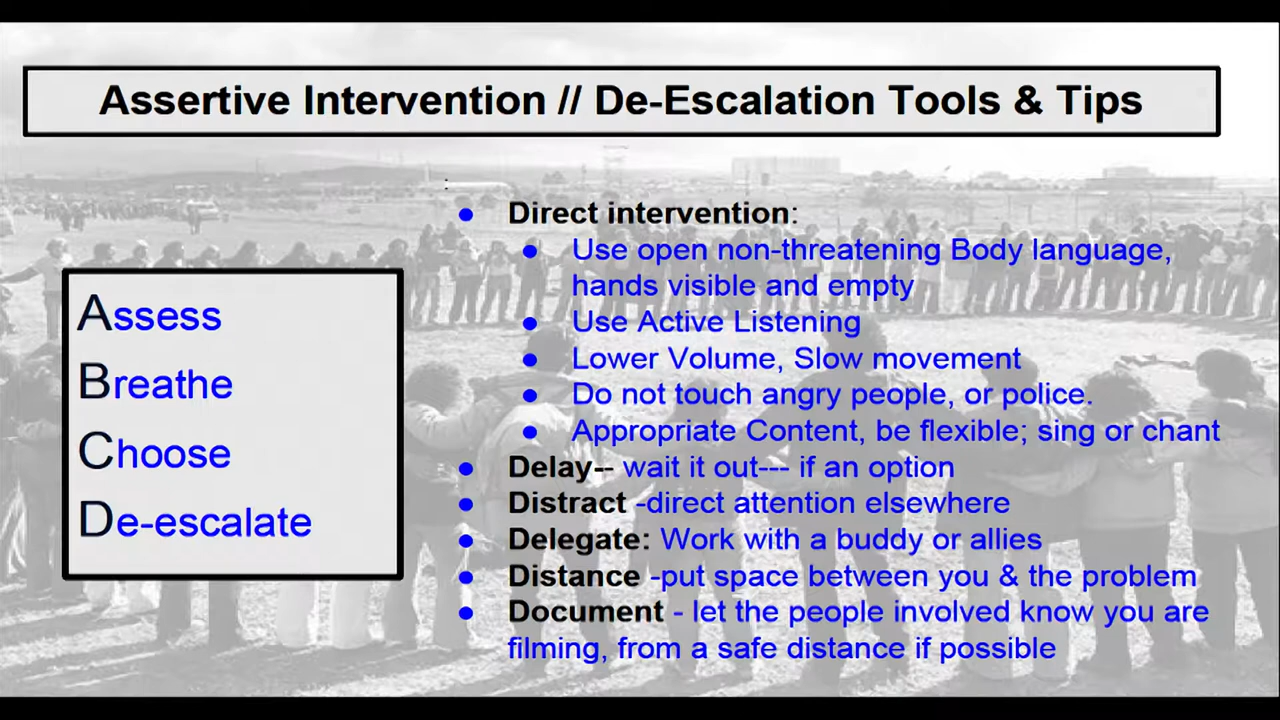 Assertive Intervention // De-Escalation Tools & Tips
Assess
Breathe
Choose
De-escalate
:
● Direct intervention:
● Use open non-threatening Body language,
hands visible and empty
● Use Active Listening
● Lower Volume, Slow movement
● Do not touch angry people, or police.
● Appropriate Content, be flexible; sing or chant
● Delay-- wait it out--- if an option
● Distract -direct attention elsewhere
● Delegate: Work with a buddy or allies
● Distance -put space between you & the problem
● Document - let the people involved know you are
filming, from a safe distance if possible